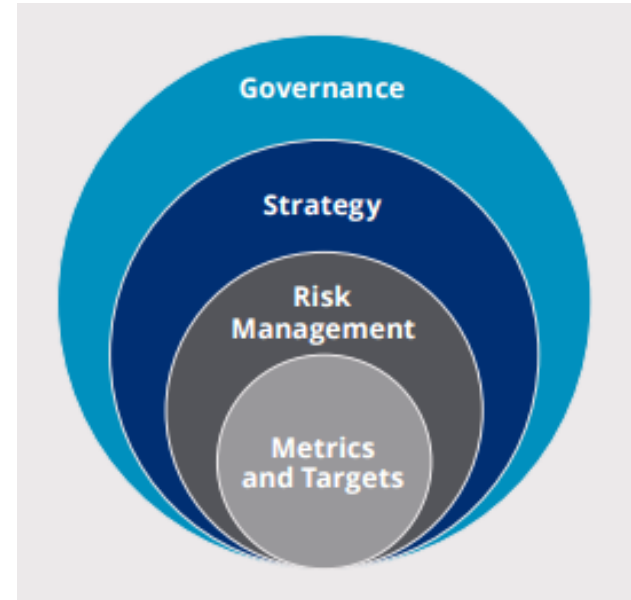 Governance
Strategy
Risk
Management
Metrics
and Targets